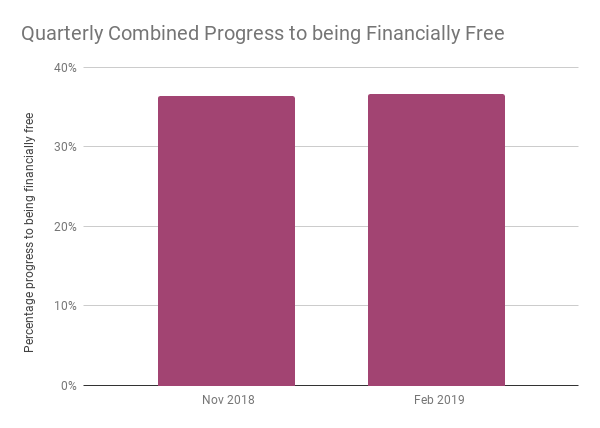 Quarterly Combined Progress to being Financially Free
Percentage progress to being financially free
40%
30%
20%
10%
0%
Nov 2018
Feb 2019